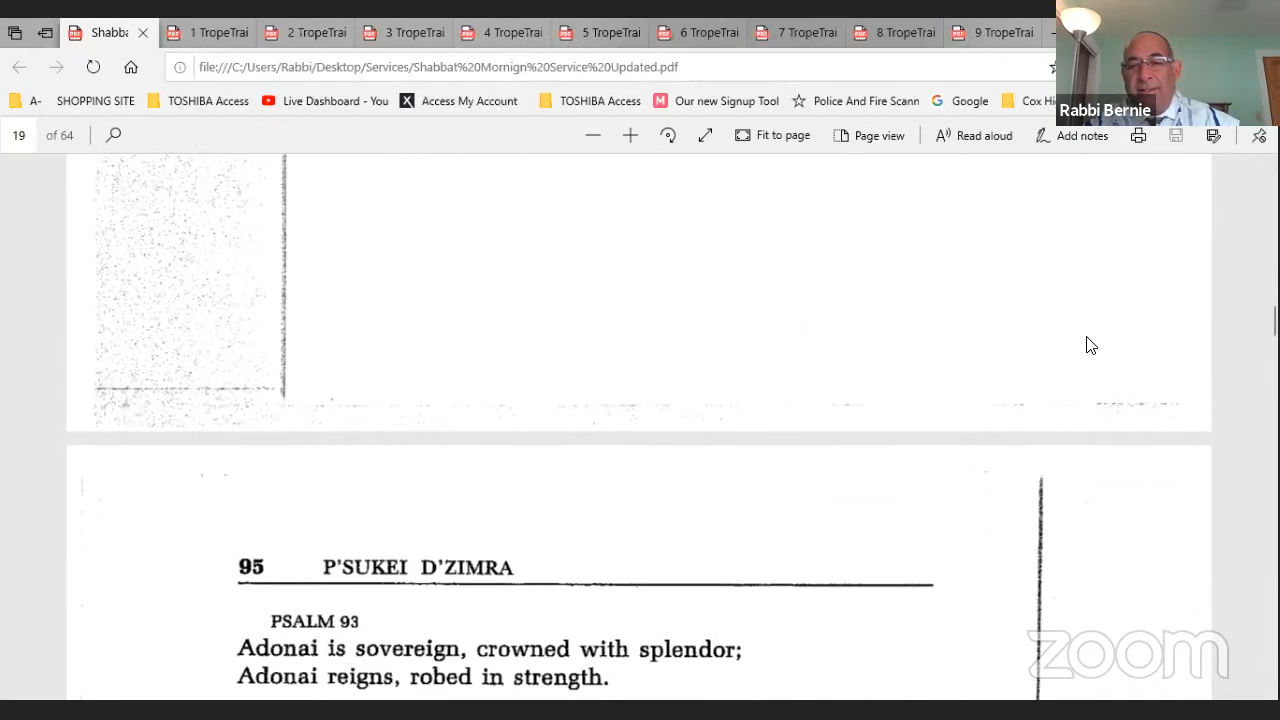 Shabba
1 TropeTrai
2 TropeTrai
3 TropeTrai
4 TropeTrai
5 TropeTrai
6 TropeTrai
7 TropeTrai
8 TropeTrai
9 TropeTrai
file:///C:/Users/Rabbi/Desktop/Services/Shabbat%20Mornign%20Service%20Updated.pdf
A- SHOPPING SITE
TOSHIBA Access
Live Dashboard - You
Access My Account
TOSHIBA Access
Our new Signup Tool
Police And Fire Scann
Google
Cox Hi
Rabbi Bernie
19 of 64
Fit to page
Page view
Read aloud
Add notes
95 P'SUKEI D'ZIMRA
PSALM 93
Adonai is sovereign, crowned with splendor;
Adonai reigns, robed in strength.
zoom